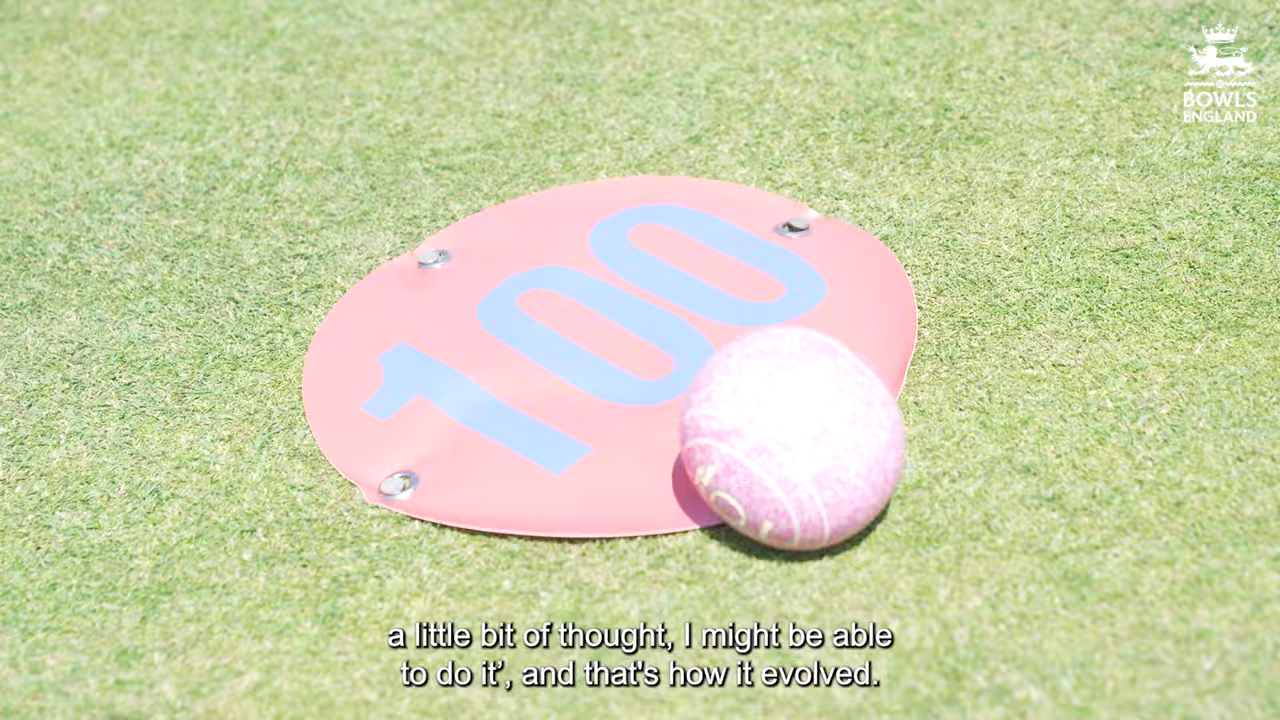 BOWLS
ENGLAND
100
a little bit of thought, I might be able
to do it’, and that's how it evolved.